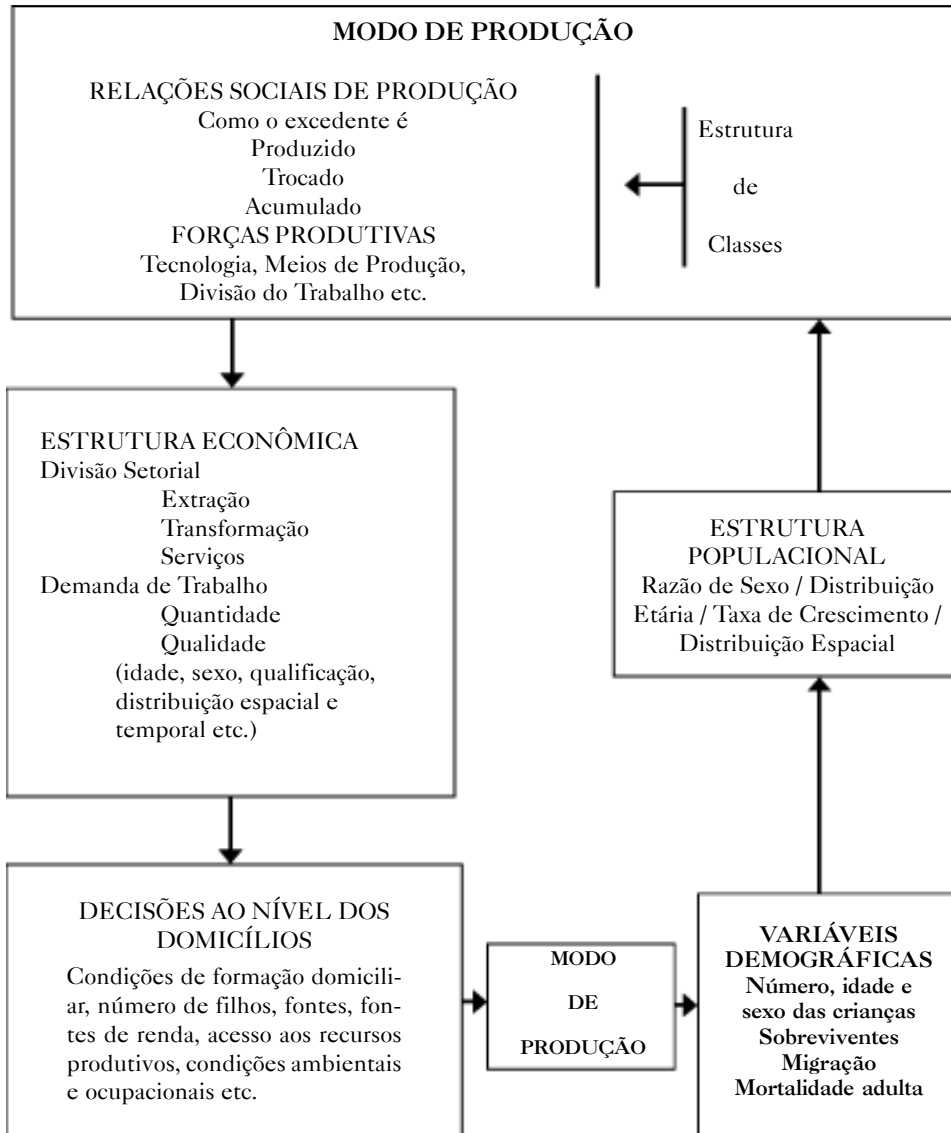 MODO DE PRODUÇÃO
RELAÇÕES SOCIAIS DE PRODUÇÃO
Como o excedente é
Produzido
Trocado
Acumulado
FORÇAS PRODUTIVAS
Tecnologia, Meios de Produção,
Divisão do Trabalho etc.
Estrutura
de
Classes
ESTRUTURA ECONÔMICA
Divisão Setorial
Extração
Transformação
Serviços
Demanda de Trabalho
Quantidade
Qualidade
(idade, sexo, qualificação,
distribuição espacial e
temporal etc.)
DECISÕES AO NÍVEL DOS
DOMICÍLIOS
Condições de formação domicili-
ar, número de filhos, fontes, fon-
tes de renda, acesso aos recursos
produtivos, condições ambientais
e ocupacionais etc.
MODO
DE
PRODUÇÃO
VARIÁVEIS
DEMOGRÁFICAS
Número, idade e
sexo das crianças
Sobreviventes
Migração
Mortalidade adulta
ESTRUTURA
POPULACIONAL
Razão de Sexo / Distribuição
Etária / Taxa de Crescimento /
Distribuição Espacial